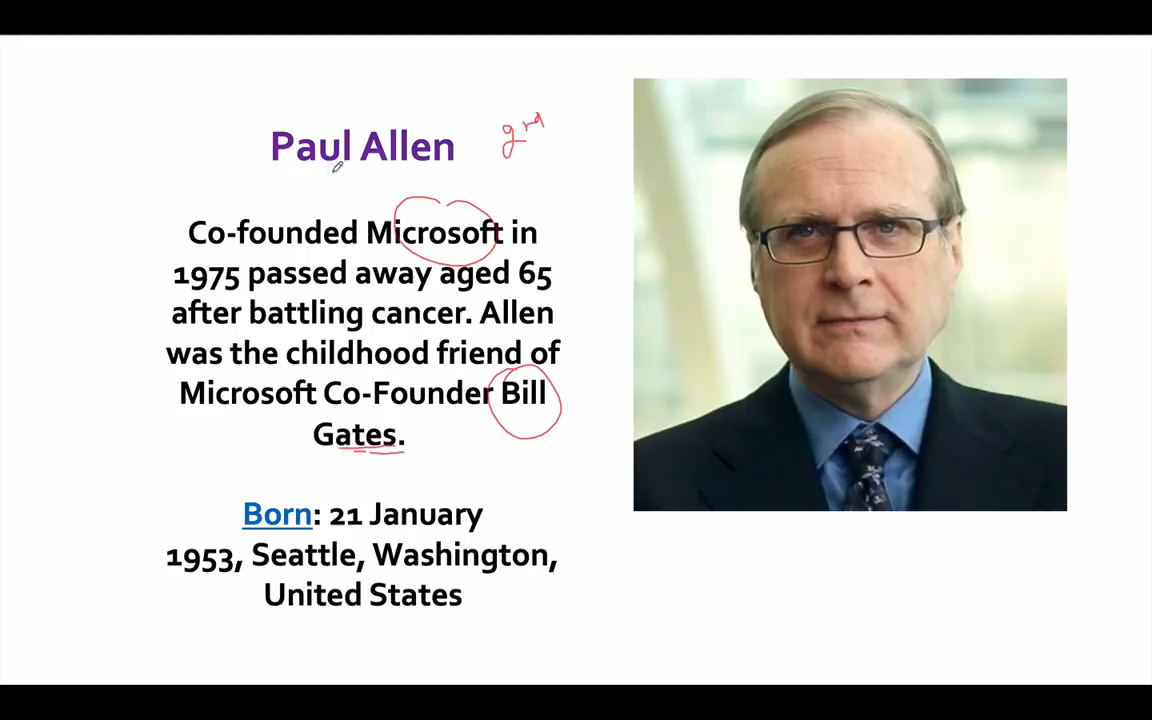 Paul Allen
Co-founded Microsoft in
1975 passed away aged 65
after battling cancer. Allen
was the childhood friend of
Microsoft Co-Founder Bill
Gates.
Born: 21 January
1953, Seattle, Washington,
United States